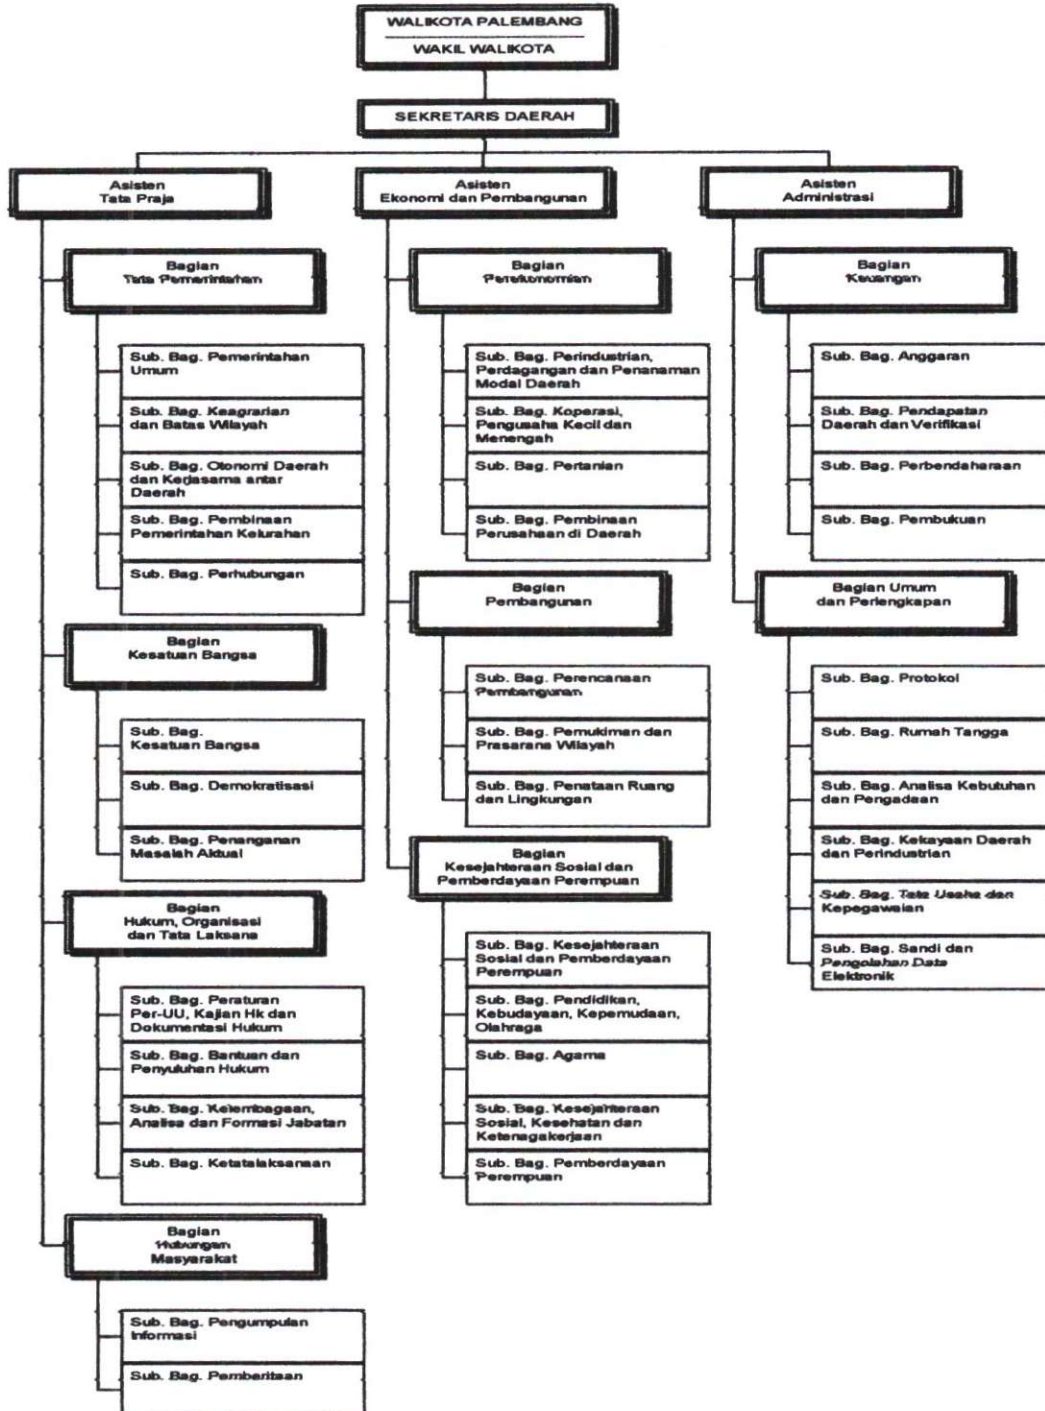 WALIKOTA PALEMBANG
WAKIL WALIKOTA
SEKRETARIS DAERAH
Asisten
Tata Praja
Bagian
Tata Pemerintahan
Sub. Bag. Pemerintahan
Umum
Sub. Bag. Keagrarian
dan Batas Wilayah
Sub. Bag. Otonomi Daerah
dan Kerjasama antar
Daerah
Sub. Bag. Pembinaan
Pemerintahan Kelurahan
Sub. Bag. Perhubungan
Bagian
Kesatuan Bangsa
Sub. Bag.
Kesatuan Bangsa
Sub. Bag. Demokratisasi
Sub. Bag. Penanganan
Masalah Aktual
Bagian
Hukum, Organisasi
dan Tata Laksana
Sub. Bag. Peraturan
Per-UU, Kajian Hk dan
Dokumentasi Hukum
Sub. Bag. Bantuan dan
Penyuluhan Hukum
Sub. Bag. Kelembagaan,
Analisa dan Formasi Jabatan
Sub. Bag. Ketatalaksanaan
Bagian
Hubungan
Masyarakat
Sub. Bag. Pengumpulan
Informasi
Sub. Bag. Pemberitaan
Asisten
Ekonomi dan Pembangunan
Bagian
Perekonomian
Sub. Bag. Perindustrian,
Perdagangan dan Penanaman
Modal Daerah
Sub. Bag. Koperasi,
Pengusaha Kecil dan
Menengah
Sub. Bag. Pertanian
Sub. Bag. Pembinaan
Perusahaan di Daerah
Bagian
Pembangunan
Sub. Bag. Perencanaan
Pembangunan
Sub. Bag. Pemukiman dan
Prasarana Wilayah
Sub. Bag. Penataan Ruang
dan Lingkungan
Bagian
Kesejahteraan Sosial dan
Pemberdayaan Perempuan
Sub. Bag. Kesejahteraan
Sosial dan Pemberdayaan
Perempuan
Sub. Bag. Pendidikan,
Kebudayaan, Kepemudaan,
Olahraga
Sub. Bag. Agama
Sub. Bag. Kesejahteraan
Sosial, Kesehatan dan
Ketenagakerjaan
Sub. Bag. Pemberdayaan
Perempuan
Asisten
Administrasi
Bagian
Keuangan
Sub. Bag. Anggaran
Sub. Bag. Pendapatan
Daerah dan Verifikasi
Sub. Bag. Perbendaharaan
Sub. Bag. Pembukuan
Bagian Umum
dan Perlengkapan
Sub. Bag. Protokol
Sub. Bag. Rumah Tangga
Sub. Bag. Analisa Kebutuhan
dan Pengadaan
Sub. Bag. Kekayaan Daerah
dan Perindustrian
Sub. Bag. Tata Usaha dan
Kepegawaian
Sub. Bag. Sandi dan
Pengolahan Data
Elektronik